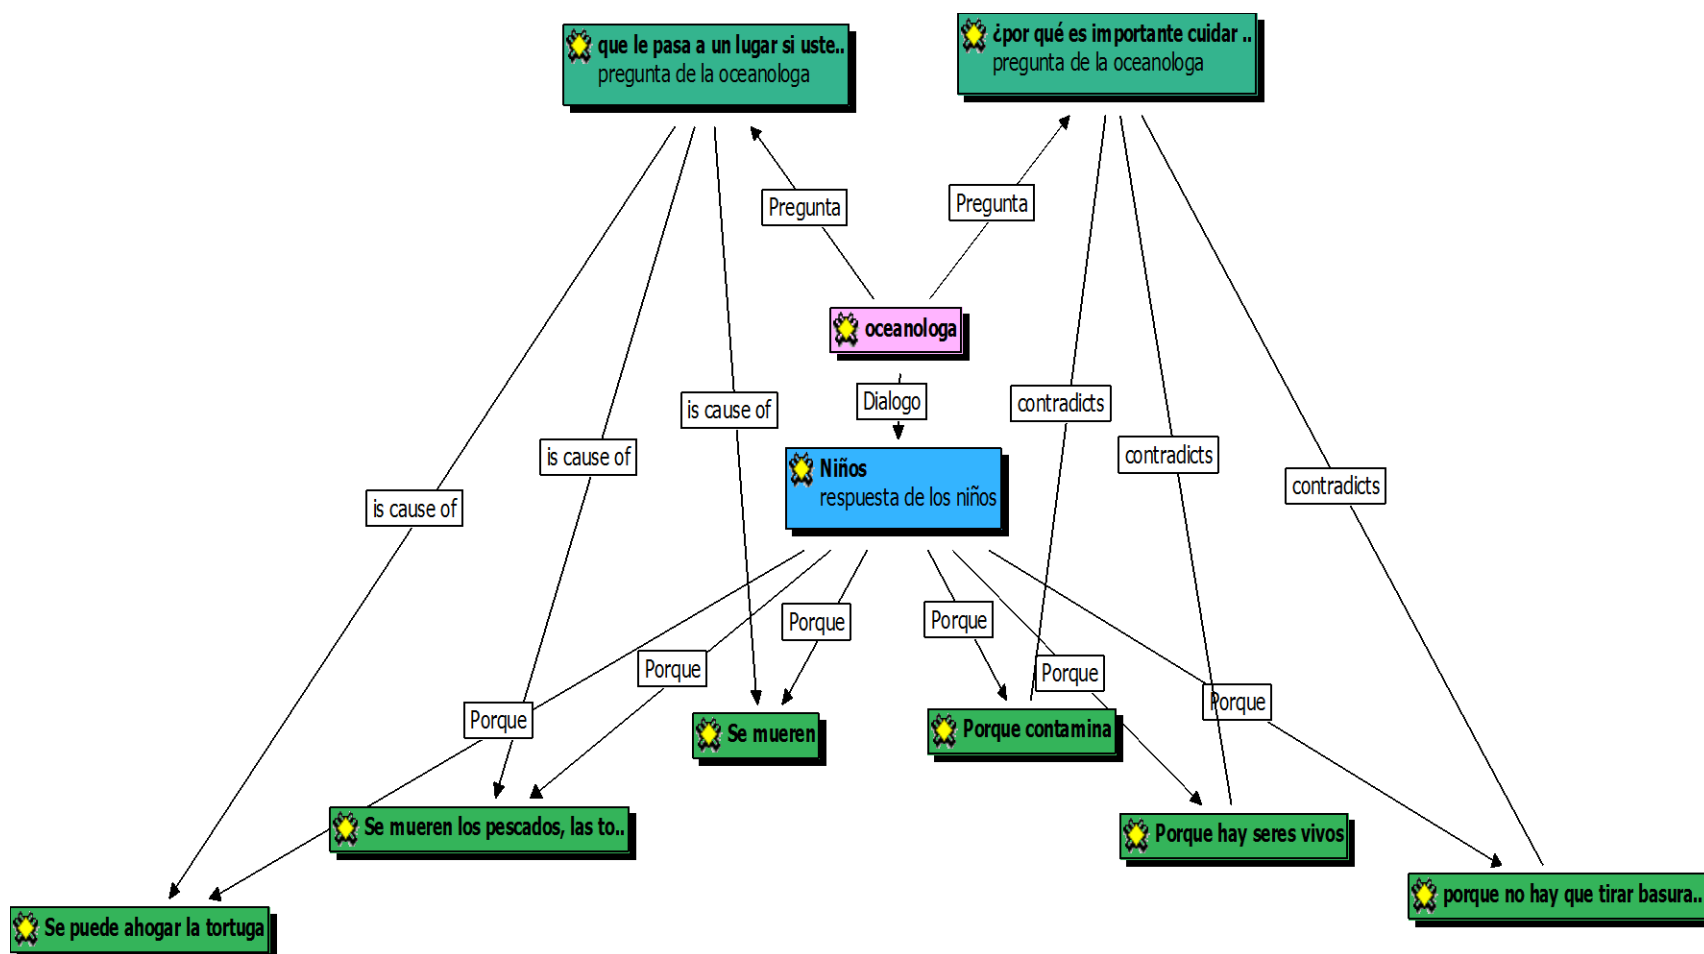 que le pasa a un lugar si uste..
pregunta de la oceanologa
¿por qué es importante cuidar ..
pregunta de la oceanologa
Pregunta
Pregunta
oceanologa
Dialogo
is cause of
contradicts
is cause of
contradicts
is cause of
contradicts
Niños
respuesta de los niños
Porque
Porque
Porque
Porque
Porque
Porque
Se mueren
Porque contamina
Se mueren los pescados, las to..
Porque hay seres vivos
porque no hay que tirar basura..
Se puede ahogar la tortuga